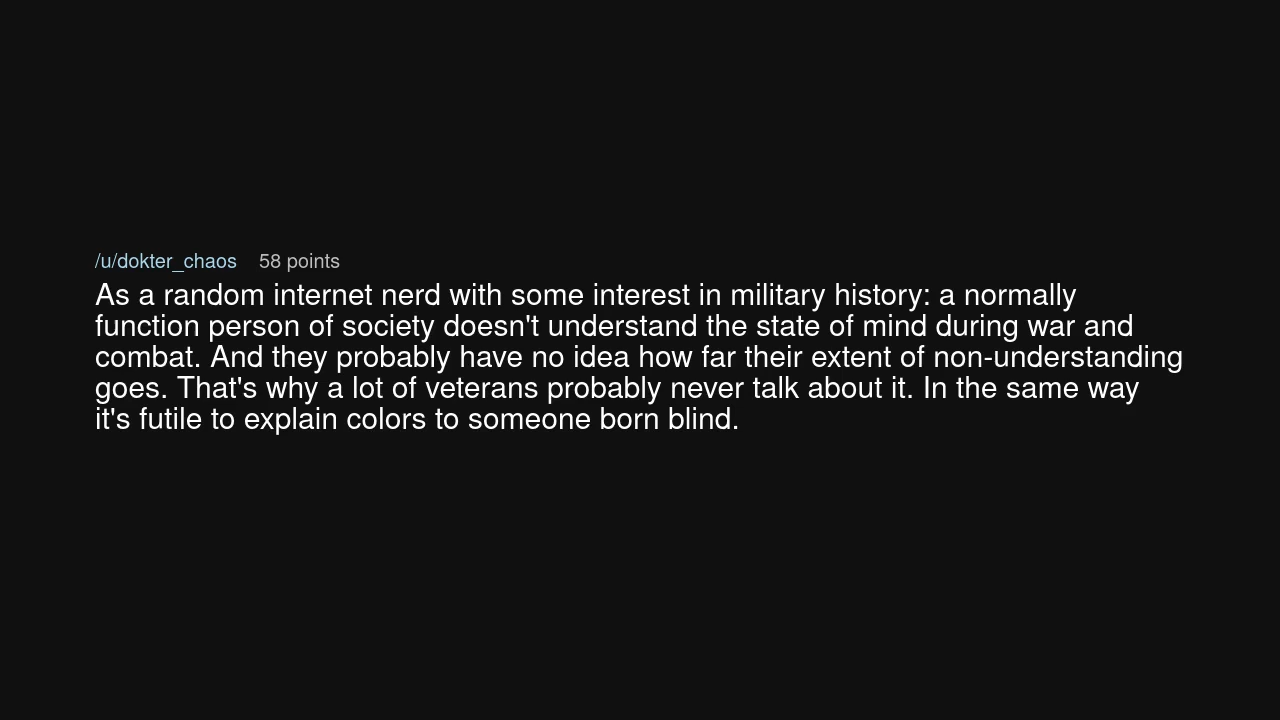 /u/dokter_chaos 58 points
As a random internet nerd with some interest in military history: a normally
function person of society doesn't understand the state of mind during war and
combat. And they probably have no idea how far their extent of non-understanding
goes. That's why a lot of veterans probably never talk about it. In the same way
it's futile to explain colors to someone born blind.